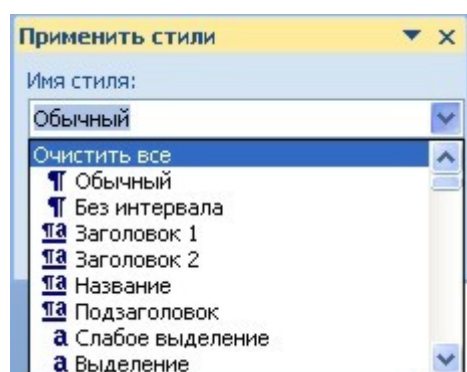 Применить стили
Имя стиля:
Обычный
Очистить все
¶ Обычный
¶ Без интервала
¶a Заголовок 1
¶a Заголовок 2
¶a Название
¶a Подзаголовок
a Слабое выделение
a Выделение